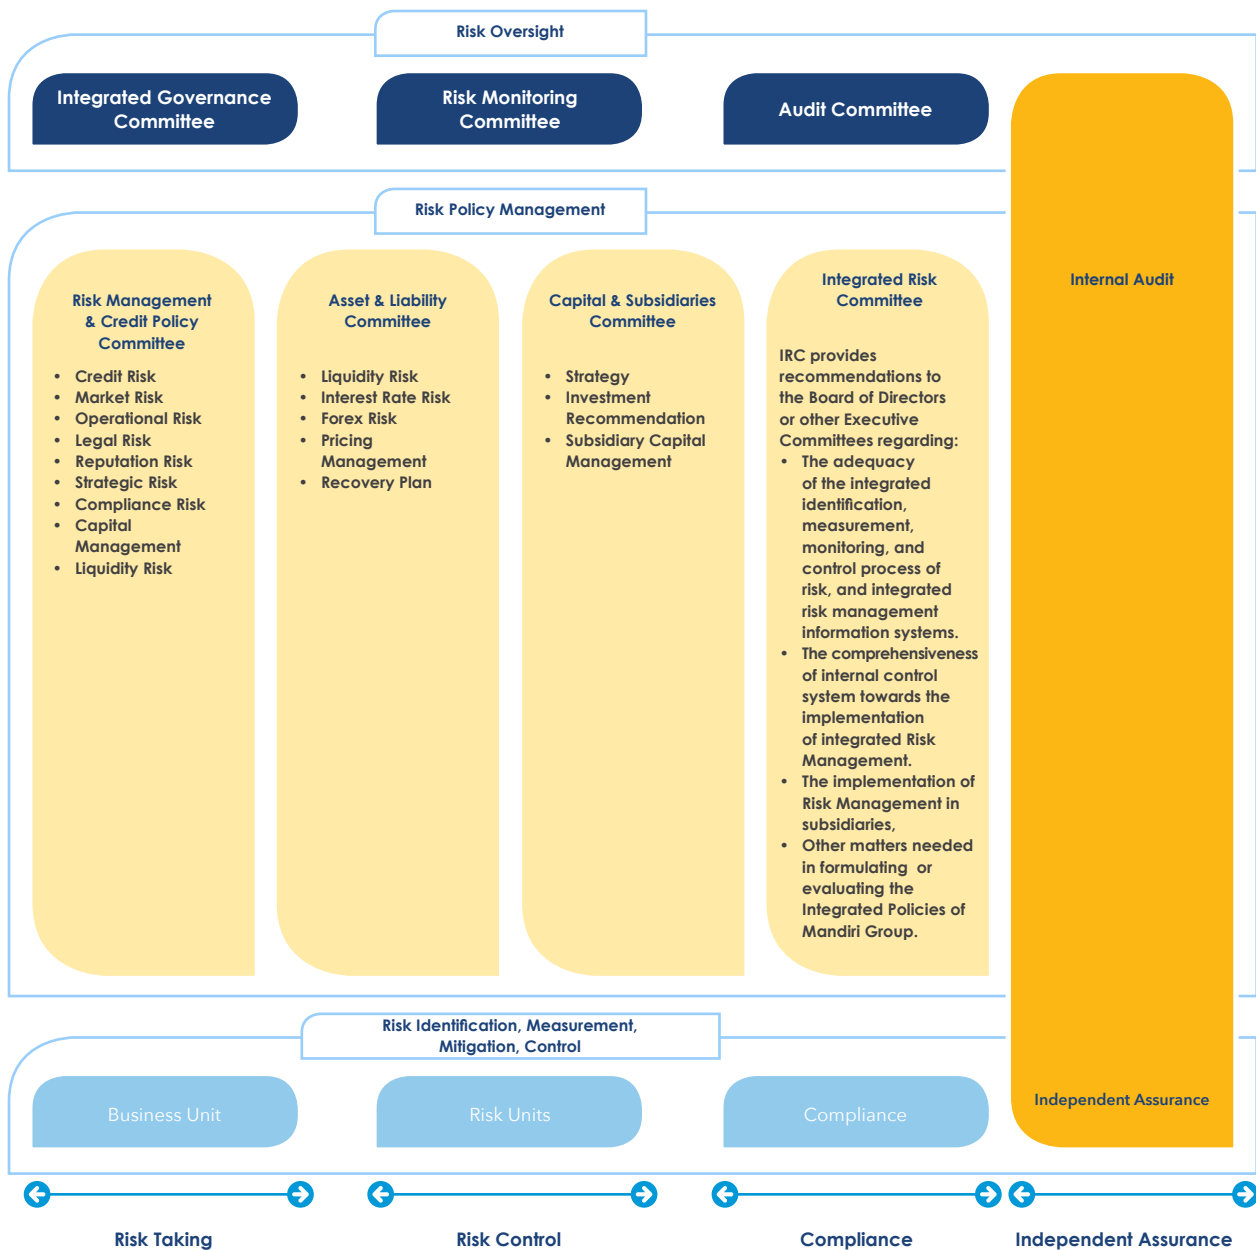 Risk Oversight
Integrated Governance
Committee
Risk Monitoring
Committee
Audit Committee
Risk Policy Management
Risk Management
& Credit Policy
Committee
• Credit Risk
• Market Risk
• Operational Risk
• Legal Risk
• Reputation Risk
• Strategic Risk
• Compliance Risk
• Capital
Management
• Liquidity Risk
Asset & Liability
Committee
• Liquidity Risk
• Interest Rate Risk
• Forex Risk
• Pricing
Management
• Recovery Plan
Capital & Subsidiaries
Committee
• Strategy
• Investment
Recommendation
• Subsidiary Capital
Management
Integrated Risk
Committee
IRC provides
recommendations to
the Board of Directors
or other Executive
Committees regarding:
• The adequacy
of the integrated
identification,
measurement,
monitoring, and
control process of
risk, and integrated
risk management
information systems.
• The comprehensiveness
of internal control
system towards the
implementation
of integrated Risk
Management.
• The implementation of
Risk Management in
subsidiaries,
• Other matters needed
in formulating or
evaluating the
Integrated Policies of
Mandiri Group.
Internal Audit
Independent Assurance
Risk Identification, Measurement,
Mitigation, Control
Business Unit
Risk Units
Compliance
Risk Taking
Risk Control
Compliance
Independent Assurance